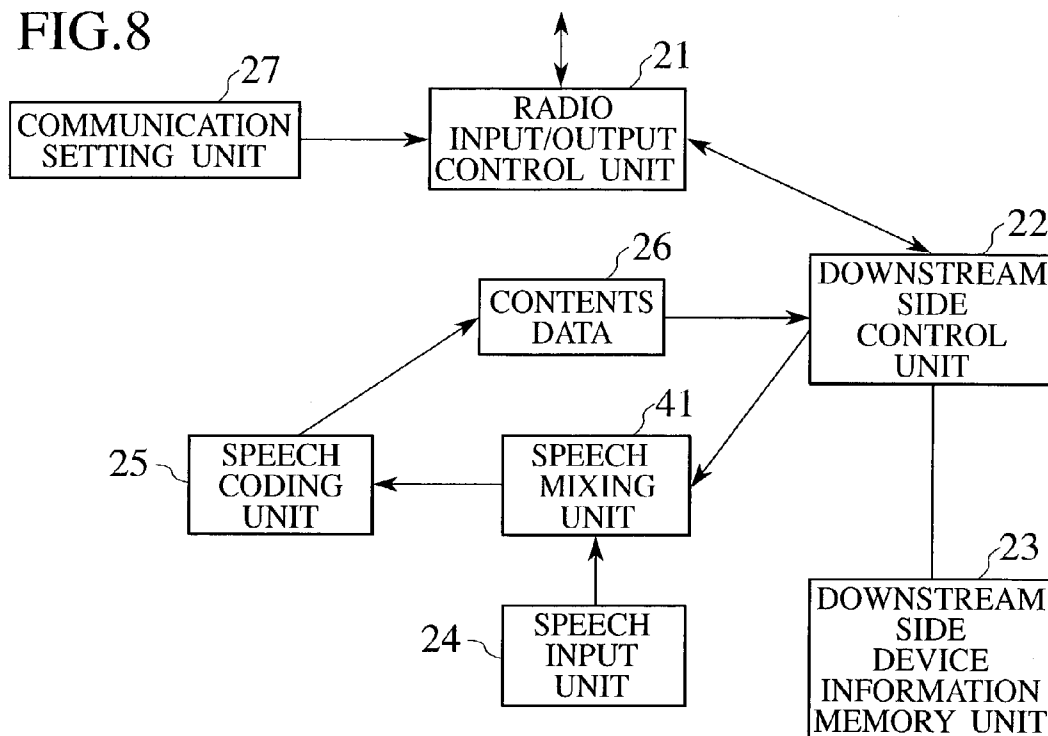 FIG.8
27
COMMUNICATION
SETTING UNIT
21
RADIO
INPUT/OUTPUT
CONTROL UNIT
22
DOWNSTREAM
SIDE
CONTROL
UNIT
26
CONTENTS
DATA
41
SPEECH
MIXING
UNIT
25
SPEECH
CODING
UNIT
24
SPEECH
INPUT
UNIT
23
DOWNSTREAM
SIDE
DEVICE
INFORMATION
MEMORY UNIT